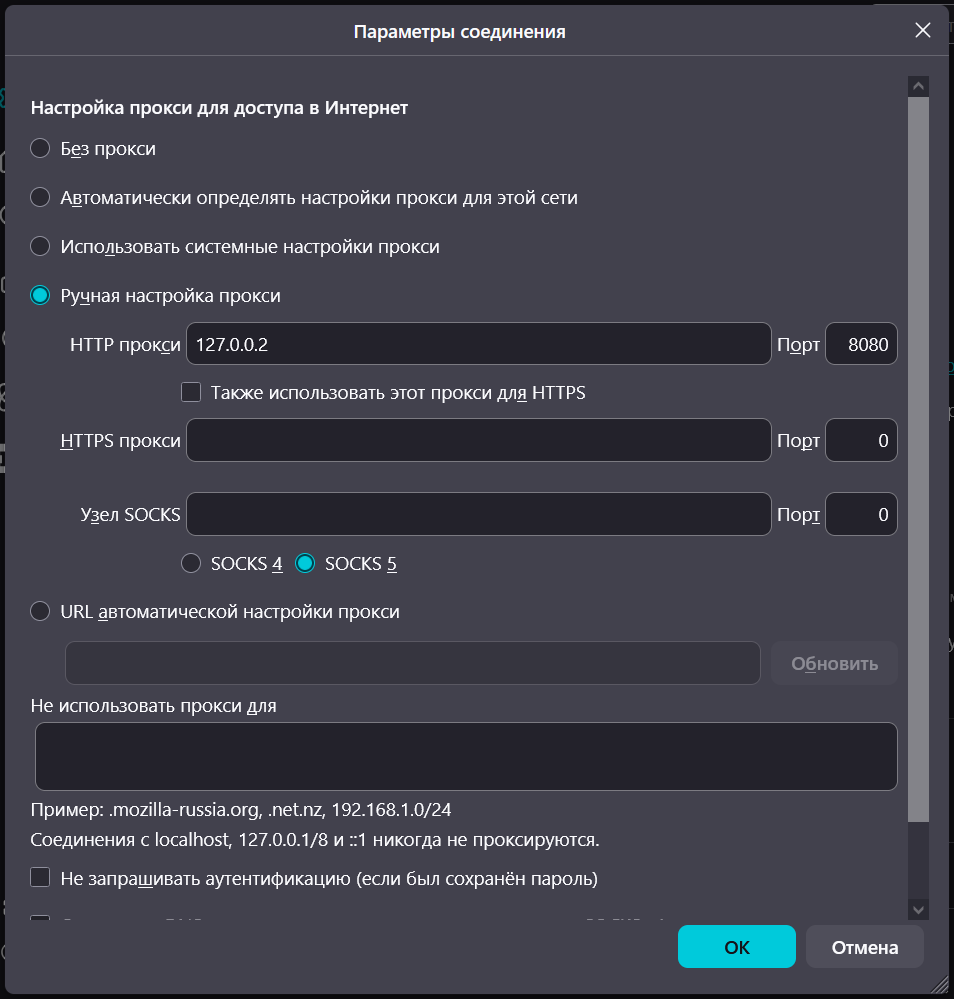 Параметры соединения
Настройка прокси для доступа в Интернет
Без прокси
Автоматически определять настройки прокси для этой сети
Использовать системные настройки прокси
Ручная настройка прокси
HTTP прокси 127.0.0.2 Порт 8080
Также использовать этот прокси для HTTPS
HTTPS прокси Порт 0
Узел SOCKS Порт 0
SOCKS 4 SOCKS 5
URL автоматической настройки прокси
Обновить
Не использовать прокси для
Пример: .mozilla-russia.org, .net.nz, 192.168.1.0/24
Соединения с localhost, 127.0.0.1/8 и ::1 никогда не проксируются.
Не запрашивать аутентификацию (если был сохранён пароль)
ОК Отмена